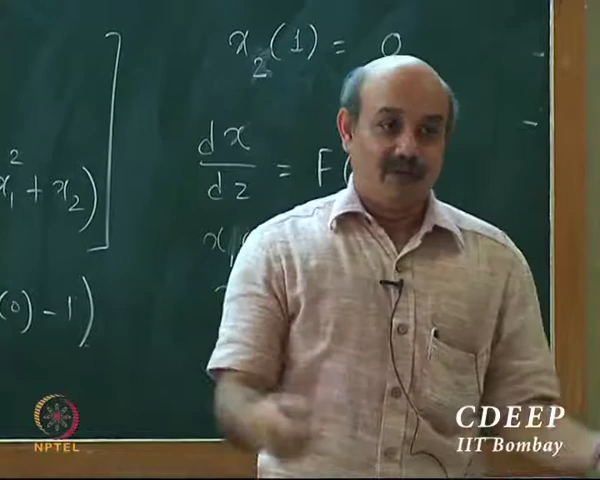 x₂(1) = 0
dx/dz = F(
x₁² + x₂)
(0) - 1)
NPTEL
CDEEP
IIT Bombay